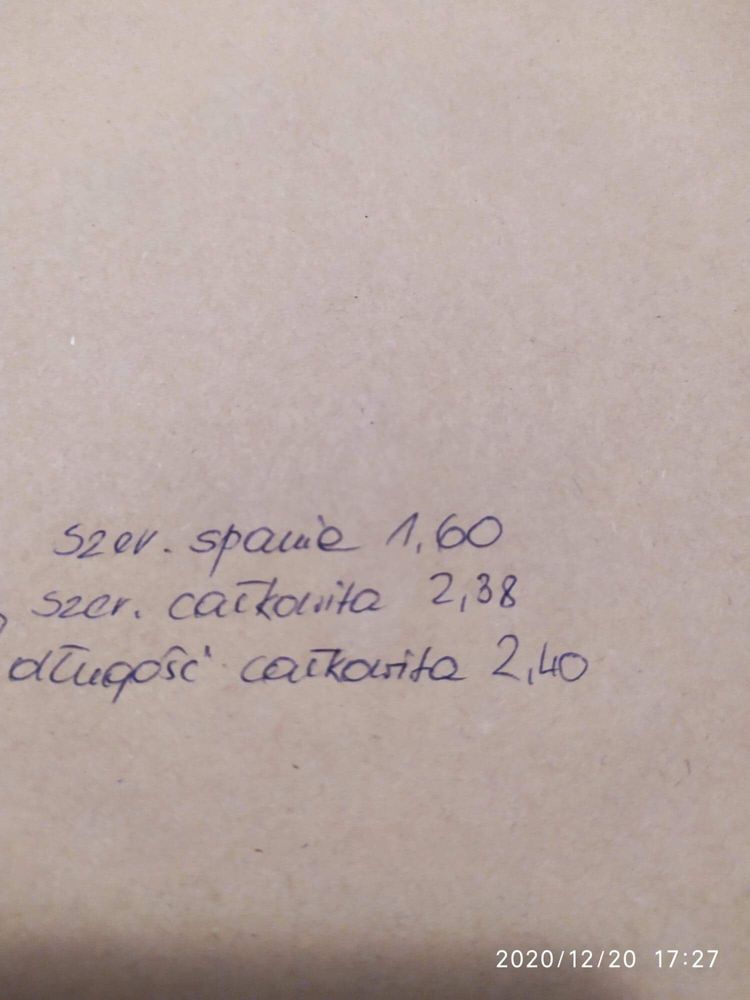 szer. spanie 1,60
szer. całkowita 2,38
długość całkowita 2,40
2020/12/20 17:27